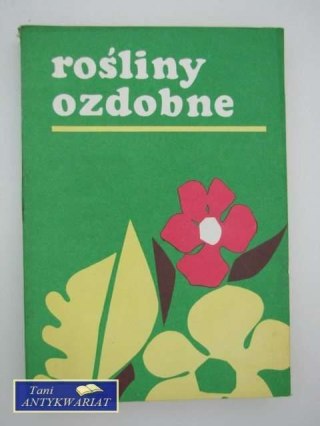 rośliny
ozdobne
Tani
ANTYKWARIAT